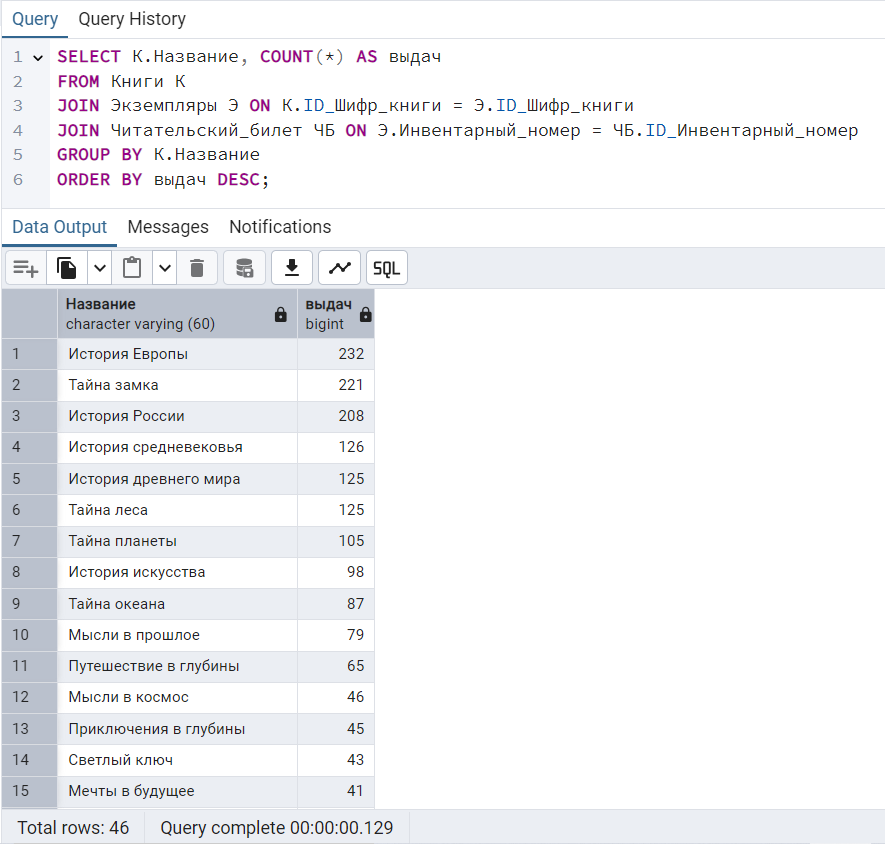 Query Query History
1 SELECT К.Название, COUNT(*) AS выдач
2 FROM Книги К
3 JOIN Экземпляры Э ON К.ID_Шифр_книги = Э.ID_Шифр_книги
4 JOIN Читательский_билет ЧБ ON Э.Инвентарный_номер = ЧБ.ID_Инвентарный_номер
5 GROUP BY К.Название
6 ORDER BY выдач DESC;
Data Output Messages Notifications
SQL
Название выдач
character varying (60) bigint
1 История Европы 232
2 Тайна замка 221
3 История России 208
4 История средневековья 126
5 История древнего мира 125
6 Тайна леса 125
7 Тайна планеты 105
8 История искусства 98
9 Тайна океана 87
10 Мысли в прошлое 79
11 Путешествие в глубины 65
12 Мысли в космос 46
13 Приключения в глубины 45
14 Светлый ключ 43
15 Мечты в будущее 41
Total rows: 46 Query complete 00:00:00.129